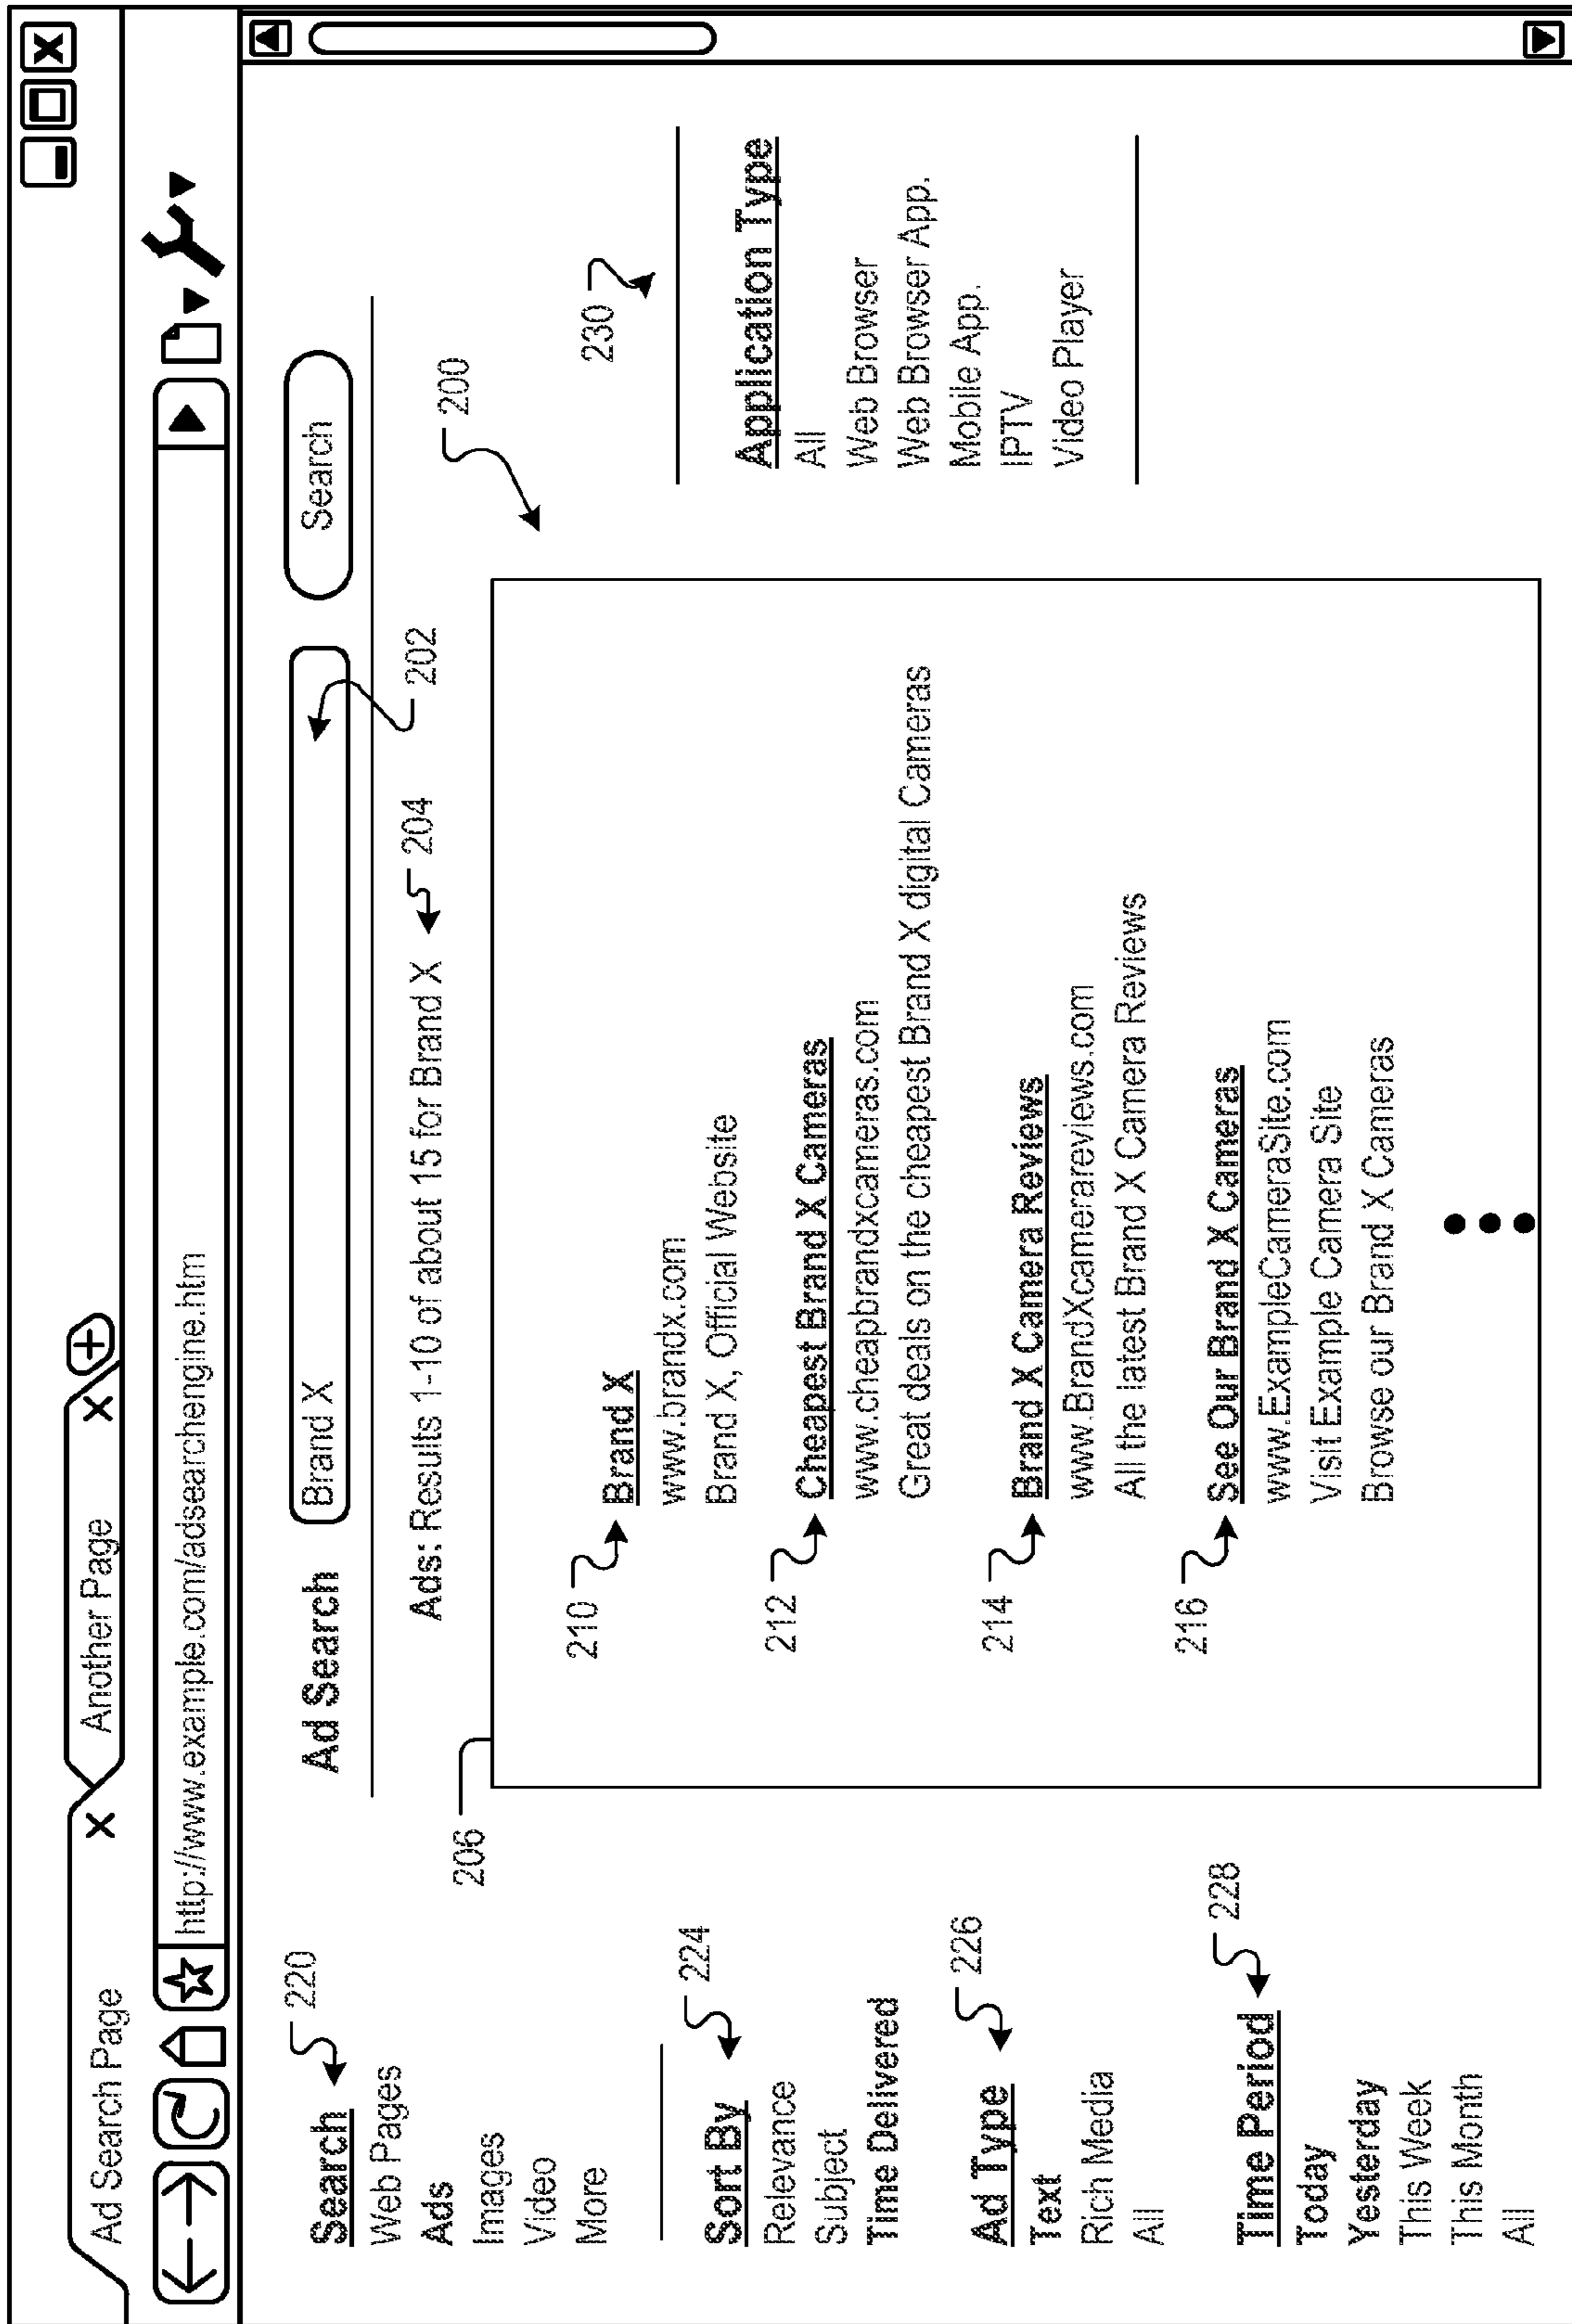 Ad Search Page X
Another Page X
http://www.example.com/adsearchengine.htm
Ad Search
Brand X
Search
202
Ads: Results 1-10 of about 15 for Brand X
204
200
206
210
Brand X
www.brandx.com
Brand X, Official Website
212
Cheapest Brand X Cameras
www.cheapbrandxcameras.com
Great deals on the cheapest Brand X digital Cameras
214
Brand X Camera Reviews
www.BrandXcamerareviews.com
All the latest Brand X Camera Reviews
216
See Our Brand X Cameras
www.ExampleCameraSite.com
Visit Example Camera Site
Browse our Brand X Cameras
220
Search
Web Pages
Ads
Images
Video
More
224
Sort By
Relevance
Subject
Time Delivered
226
Ad Type
Text
Rich Media
All
228
Time Period
Today
Yesterday
This Week
This Month
All
230
Application Type
All
Web Browser
Web Browser App.
Mobile App.
IPTV
Video Player